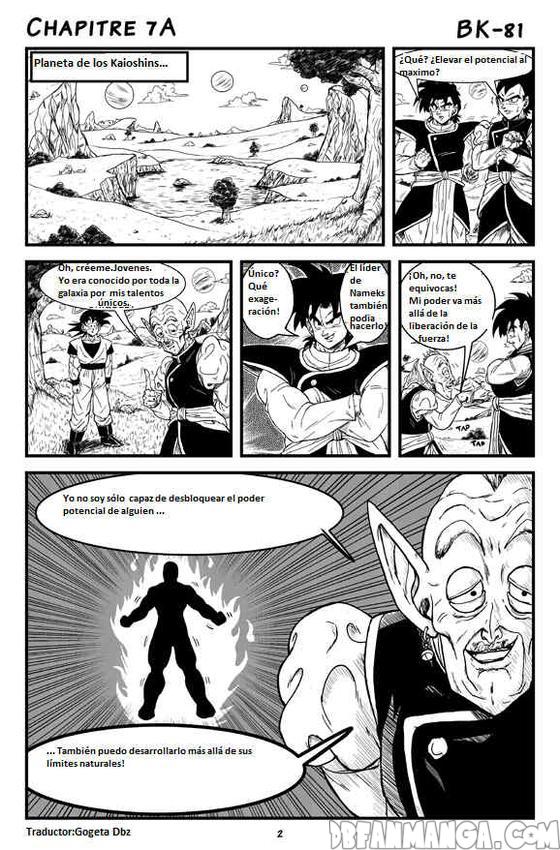 CHAPITRE 7A
BK-81
Planeta de los Kaioshins...
¿Qué? ¿Elevar el potencial al
maximo?
Oh, créeme.Jovenes.
Yo era conocido por toda la
galaxia por mis talentos
únicos.
Único?
Qué
exage-
ración!
El líder
de
Nameks
también
podia
hacerlo!
¡Oh, no, te
equivocas!
Mi poder va más
allá de la
liberación de la
fuerza!
TAP
TAP
Yo no soy sólo capaz de desbloquear el poder
potencial de alguien ...
... También puedo desarrollarlo más allá de sus
límites naturales!
Traductor:Gogeta Dbz
2
DBFANMANGA.COM